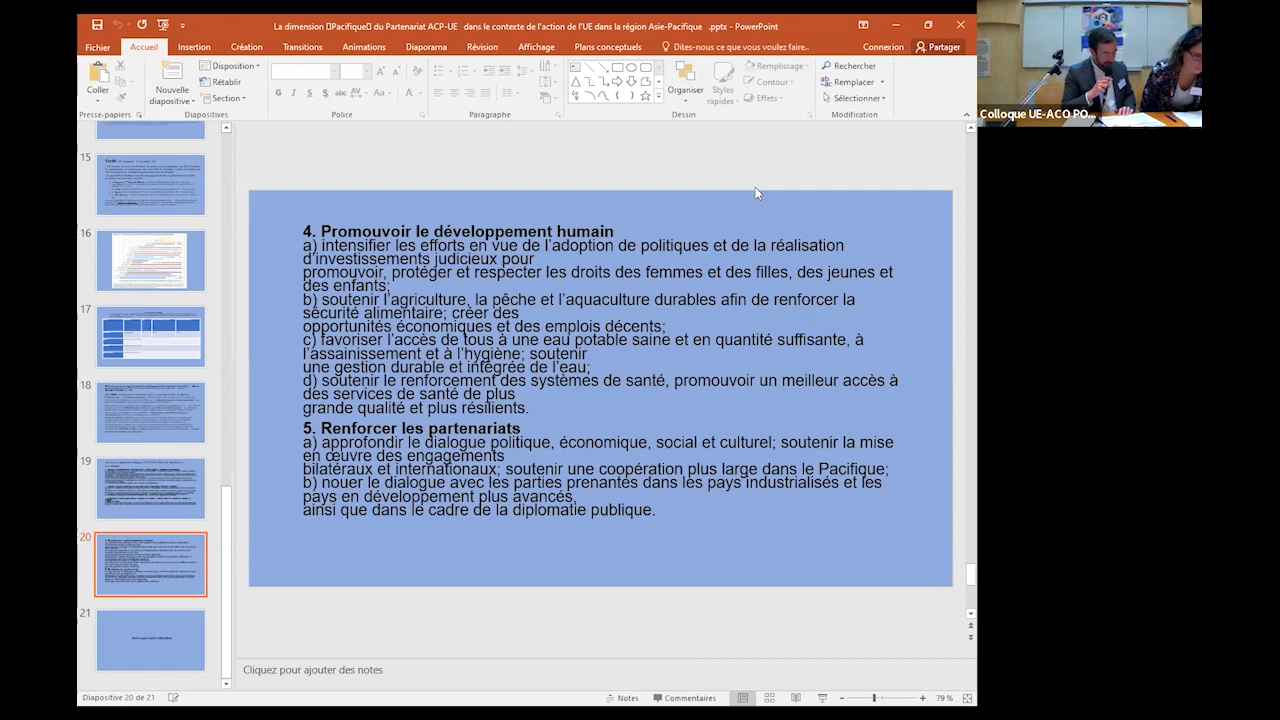 La dimension Pacifique du Partenariat ACP-UE dans le contexte de l'action de l'UE dans la région Asie-Pacifique .pptx - PowerPoint
Fichier Accueil Insertion Création Transitions Animations Diaporama Révision Affichage Plans conceptuels Dites-nous ce que vous voulez faire... Connexion Partager
Coller
Nouvelle diapositive
Disposition
Rétablir
Section
G I S S abc AV Aa A
Organiser
Styles rapides
Remplissage
Contour
Effets
Rechercher
Remplacer
Sélectionner
Presse-papiers Diapositives Police Paragraphe Dessin Modification
Colloque UE-ACO PO...
15
16
17
18
19
20
21
4. Promouvoir le développement humain
a) intensifier les efforts en vue de l'adoption de politiques et de la réalisation
d'investissements judicieux pour
promouvoir, protéger et respecter les droits des femmes et des filles, des jeunes et
des enfants;
b) soutenir l'agriculture, la pêche et l'aquaculture durables afin de renforcer la
sécurité alimentaire; créer des
opportunités économiques et des emplois décents;
c) favoriser l'accès de tous à une eau potable saine et en quantité suffisante, à
l'assainissement et à l'hygiène; soutenir
une gestion durable et intégrée de l'eau;
d) soutenir le renforcement des systèmes de santé, promouvoir un meilleur accès à
des services de santé de plus
grande qualité et plus résilients.
5. Renforcer les partenariats
a) approfondir le dialogue politique, économique, social et culturel; soutenir la mise
en œuvre des engagements
bilatéraux et internationaux; soutenir une coopération plus large dans le Pacifique;
le dialogue avec les parties prenantes dans les pays industrialisés et les
pays en développement plus avancés
ainsi que dans le cadre de la diplomatie publique.
Cliquez pour ajouter des notes
Diapositive 20 de 21 Notes Commentaires 79 %